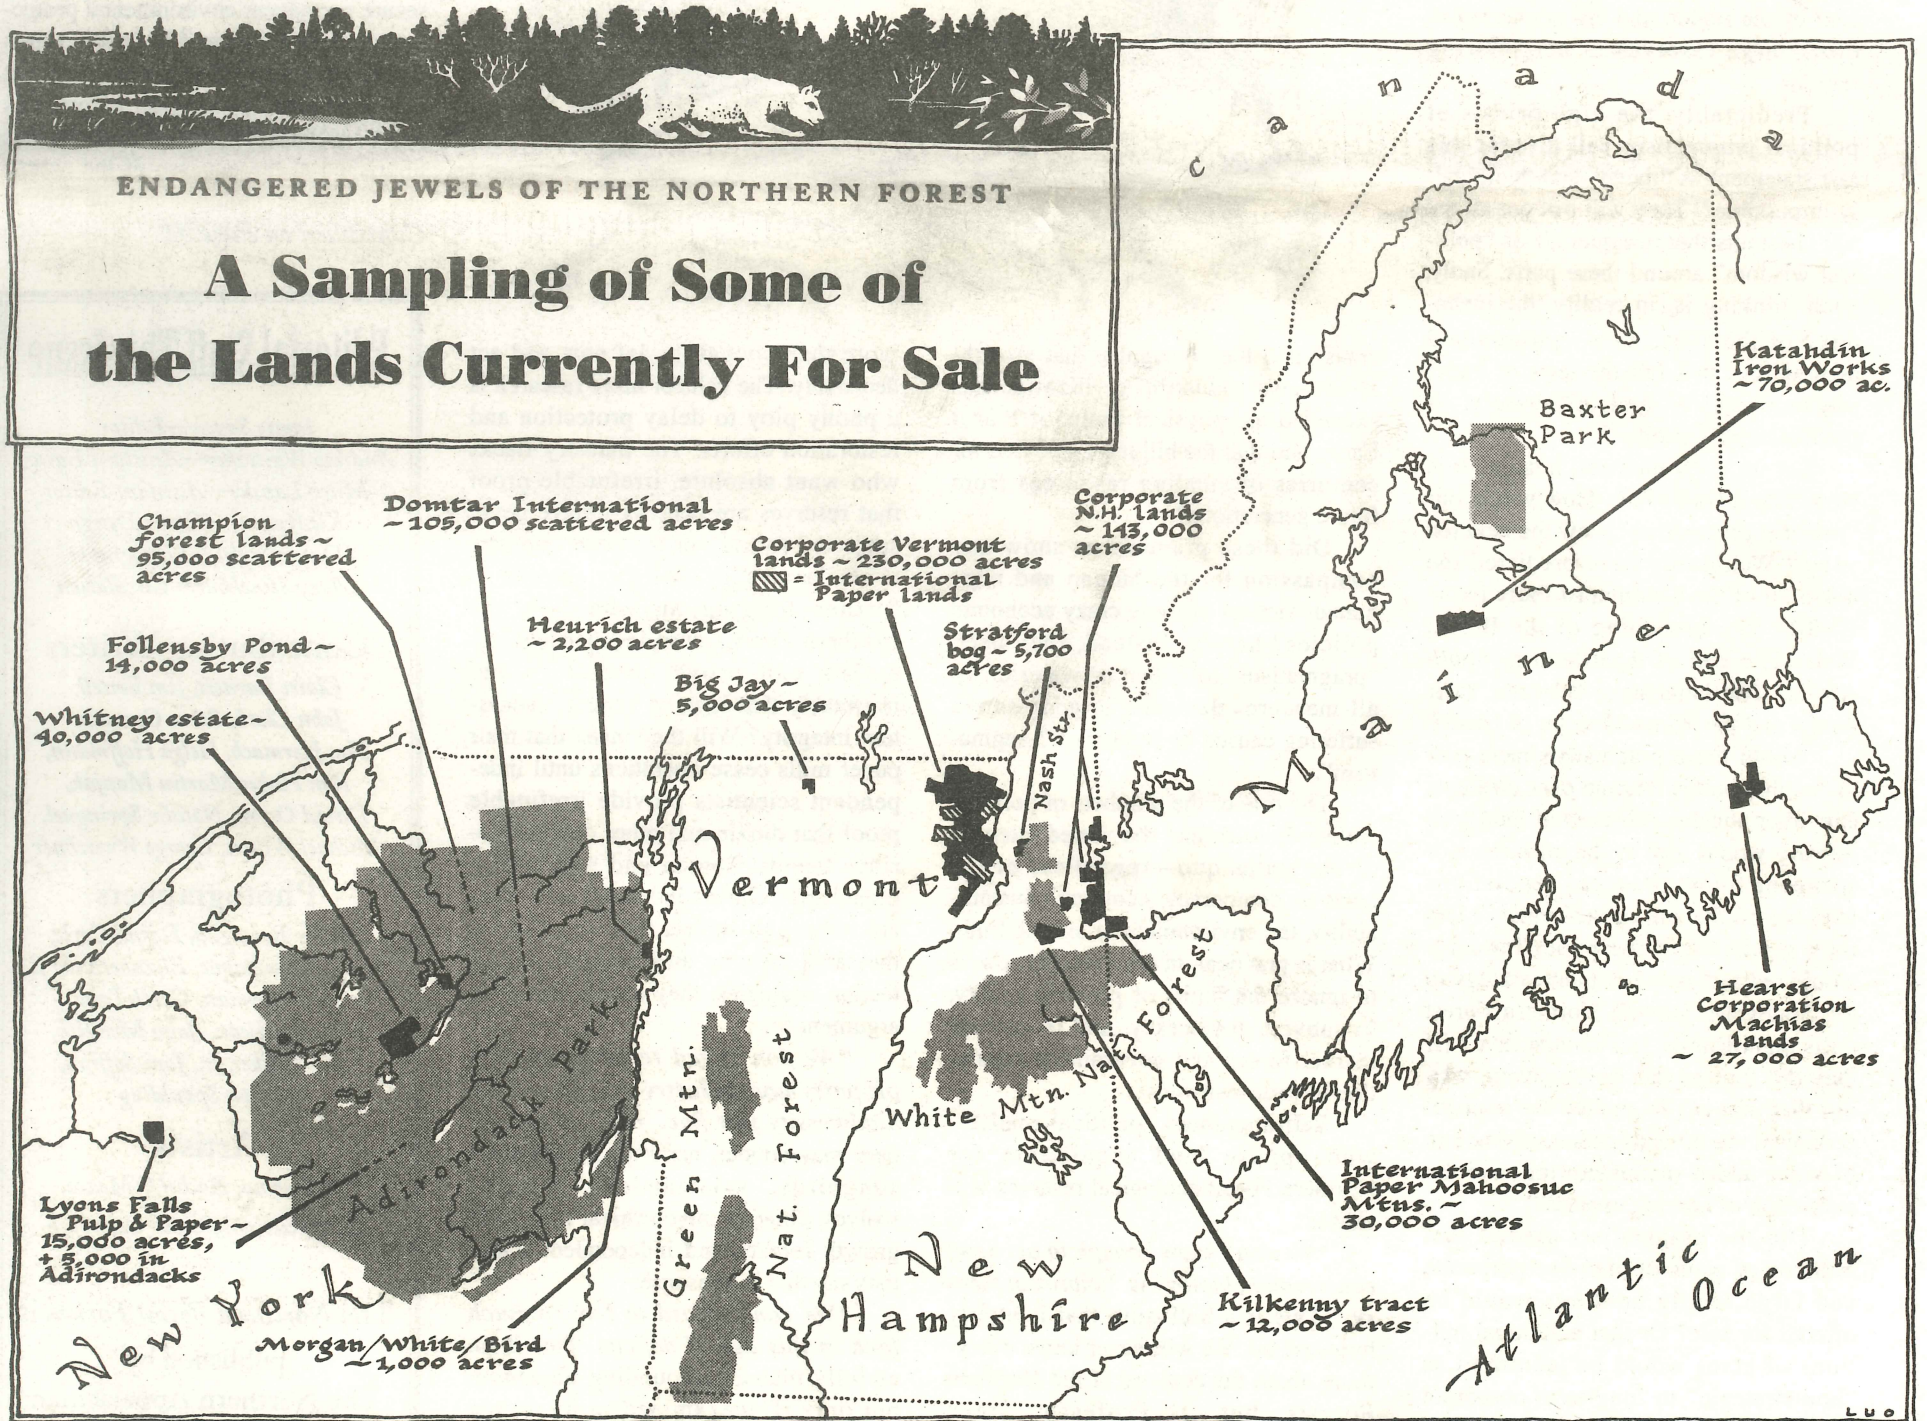 ENDANGERED JEWELS OF THE NORTHERN FOREST
A Sampling of Some of
the Lands Currently For Sale
Canada
Katahdin
Iron Works
~ 70,000 ac.
Baxter
Park
Domtar International
~ 105,000 scattered acres
Champion
forest lands ~
95,000 scattered
acres
Corporate
N.H. lands
~ 143,000
acres
Corporate Vermont
lands ~ 230,000 acres
= International
Paper lands
Follensby Pond ~
14,000 acres
Heurich estate
~ 2,200 acres
Stratford
bog ~ 5,700
acres
Big Jay ~
5,000 acres
Whitney estate ~
40,000 acres
Nash Str.
Maine
Vermont
Hearst
Corporation
Machias
lands
~ 27,000 acres
Adirondack Park
Green Mtn.
Nat. Forest
White Mtn. Nat. Forest
Lyons Falls
Pulp & Paper ~
15,000 acres,
+ 5,000 in
Adirondacks
International
Paper Mahoosuc
Mtns. ~
30,000 acres
New York
New
Hampshire
Kilkenny tract
~ 12,000 acres
Morgan/White/Bird
~ 1,000 acres
Atlantic
Ocean
LUO